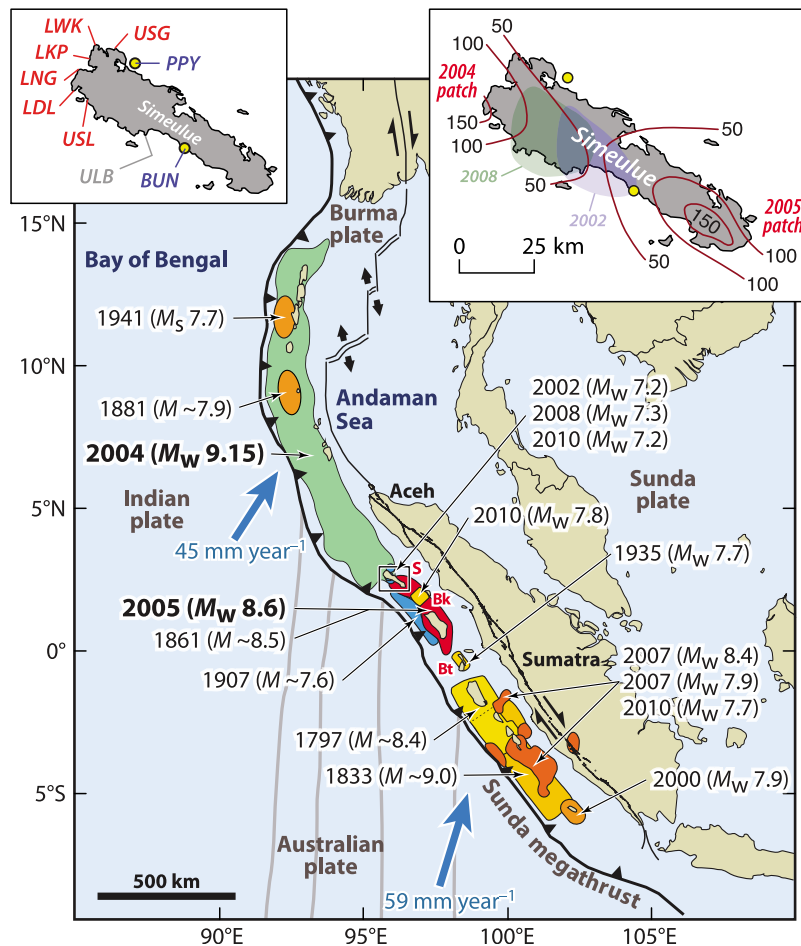 LWK
USG
LKP
PPY
LNG
LDL
USL
Simeulue
ULB
BUN
50
100
50
2004
patch
150
100
50
Simeulue
2008
50
2002
2005
patch
150
0
25 km
50
100
100
15°N
10°N
5°N
0°
5°S
90°E
95°E
100°E
105°E
Burma
plate
Bay of Bengal
1941 (MS 7.7)
1881 (M ~7.9)
Andaman
Sea
2002 (MW 7.2)
2008 (MW 7.3)
2010 (MW 7.2)
2004 (MW 9.15)
Indian
plate
Aceh
Sunda
plate
45 mm year⁻¹
2010 (MW 7.8)
1935 (MW 7.7)
S
Bk
Bt
2005 (MW 8.6)
1861 (M ~8.5)
1907 (M ~7.6)
Sumatra
2007 (MW 8.4)
2007 (MW 7.9)
2010 (MW 7.7)
1797 (M ~8.4)
1833 (M ~9.0)
2000 (MW 7.9)
Sunda megathrust
Australian
plate
59 mm year⁻¹
500 km